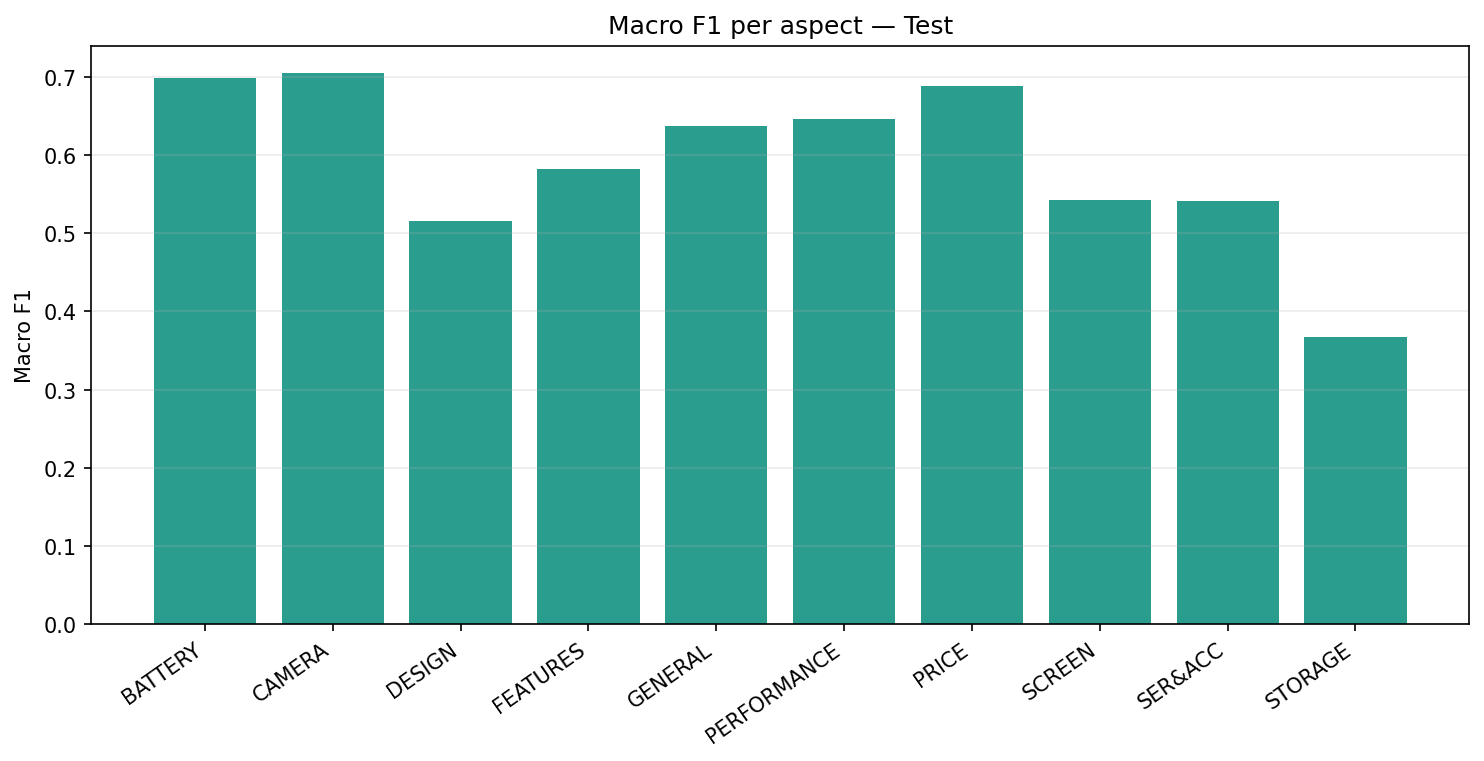 Macro F1 per aspect — Test
Macro F1
0.7
0.6
0.5
0.4
0.3
0.2
0.1
0.0
BATTERY
CAMERA
DESIGN
FEATURES
GENERAL
PERFORMANCE
PRICE
SCREEN
SER&ACC
STORAGE